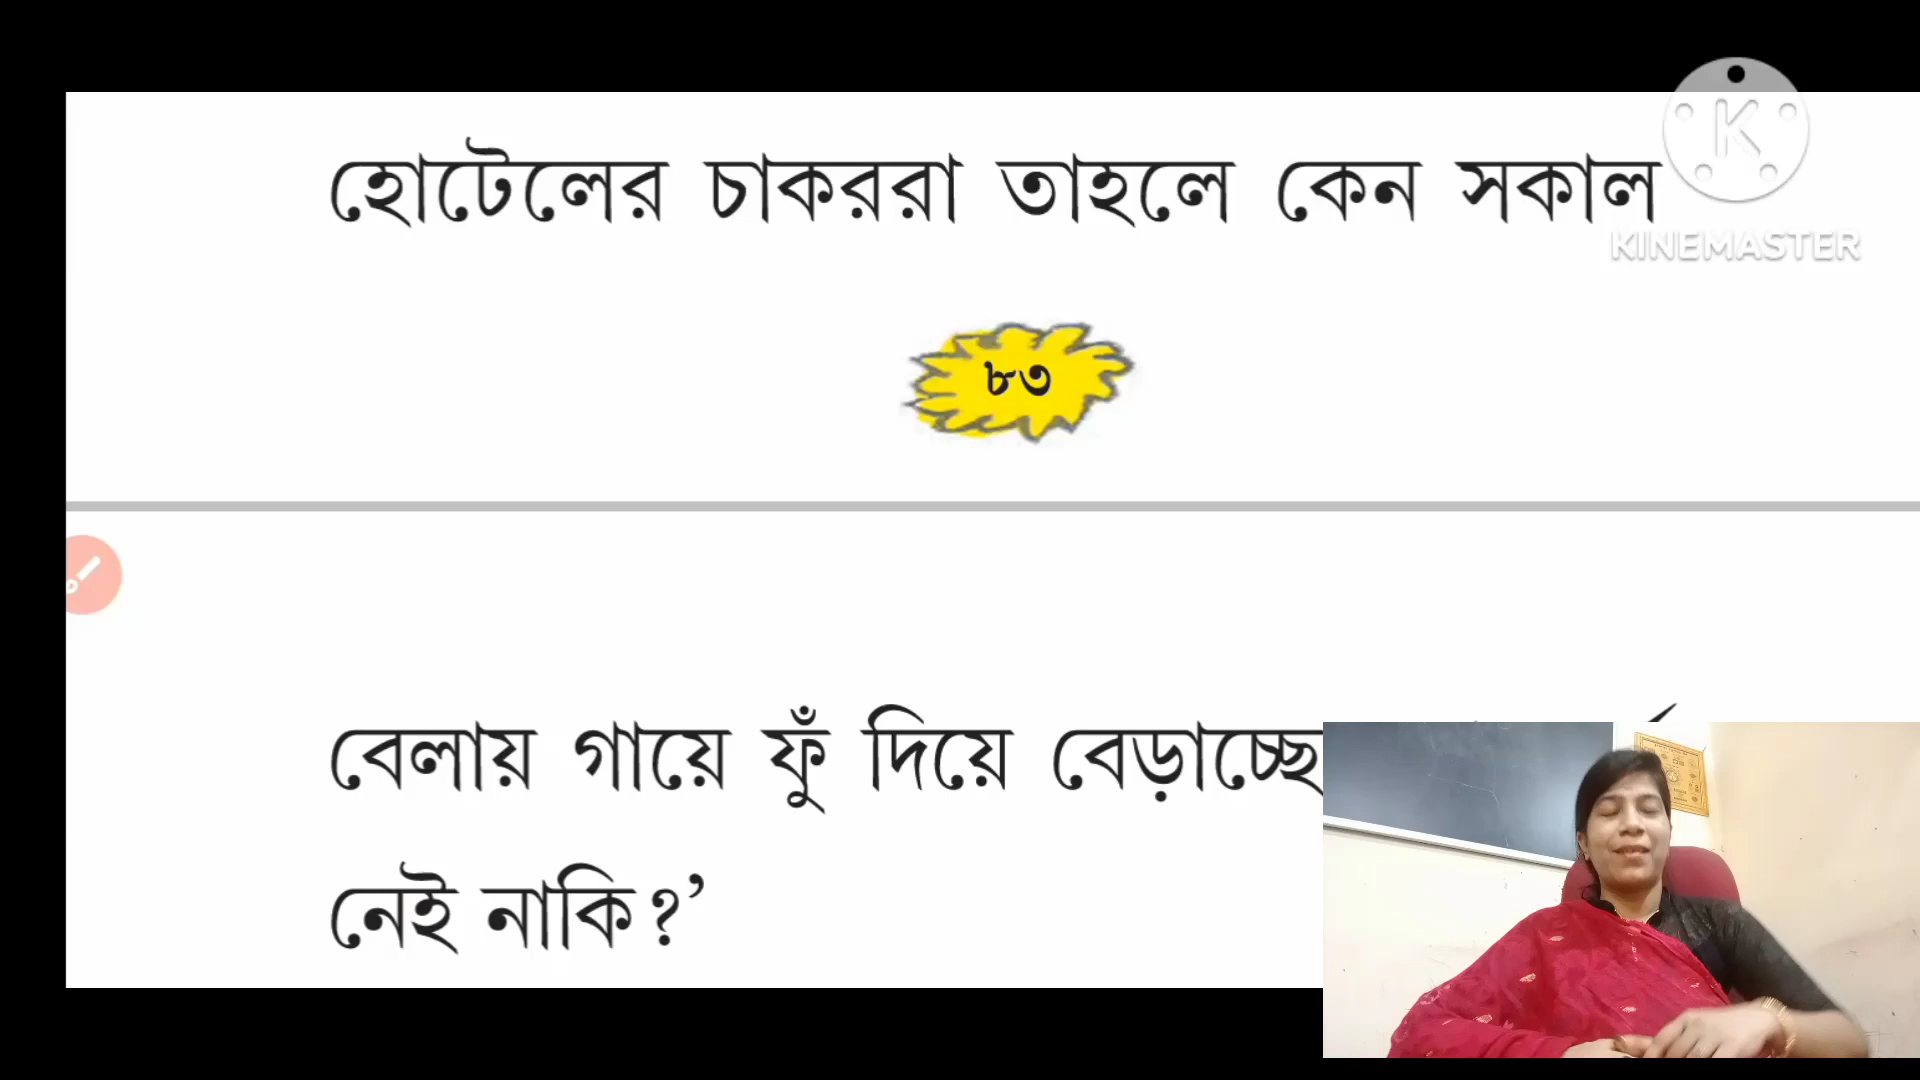 হোটেলের চাকররা তাহলে কেন সকাল
KINEMASTER
৮৩
বেলায় গায়ে ফুঁ দিয়ে বেড়াচ্ছে
নেই নাকি?’